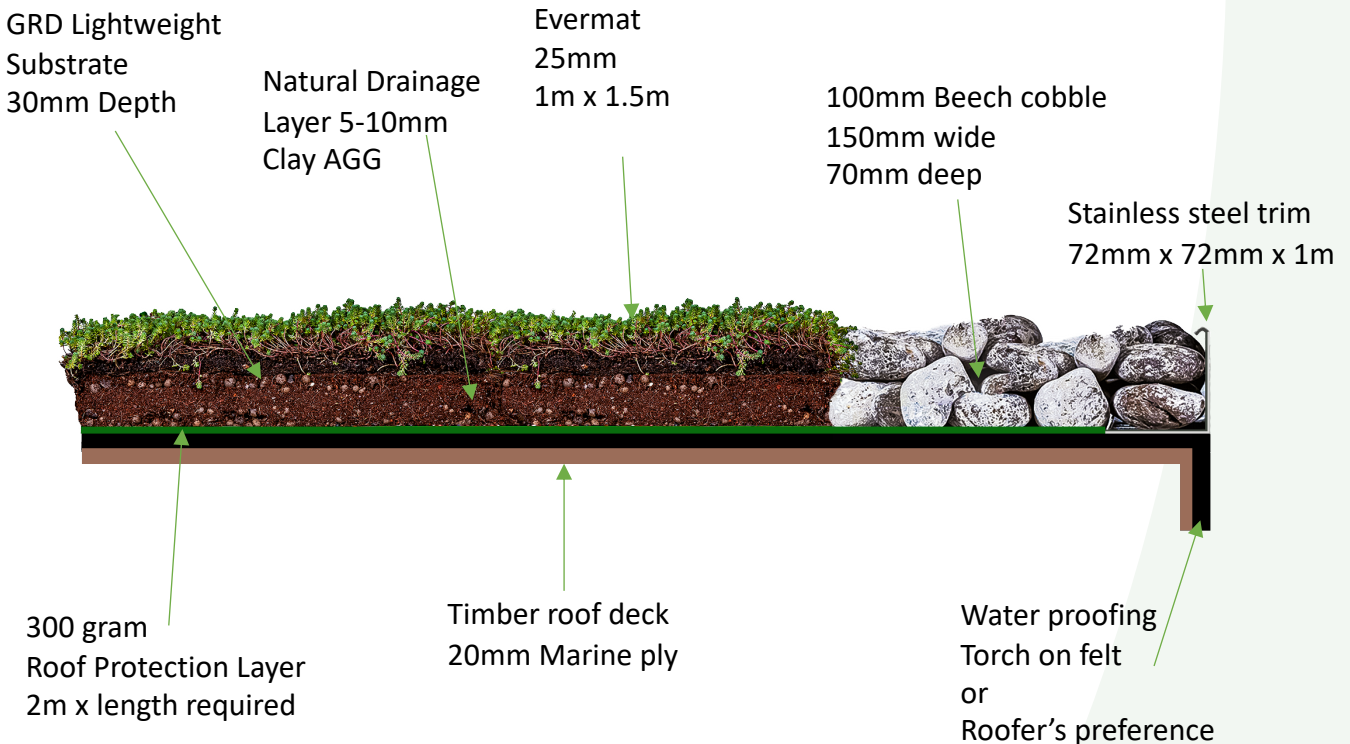 GRD Lightweight
Substrate
30mm Depth
Natural Drainage
Layer 5-10mm
Clay AGG
Evermat
25mm
1m x 1.5m
100mm Beech cobble
150mm wide
70mm deep
Stainless steel trim
72mm x 72mm x 1m
300 gram
Roof Protection Layer
2m x length required
Timber roof deck
20mm Marine ply
Water proofing
Torch on felt
or
Roofer’s preference